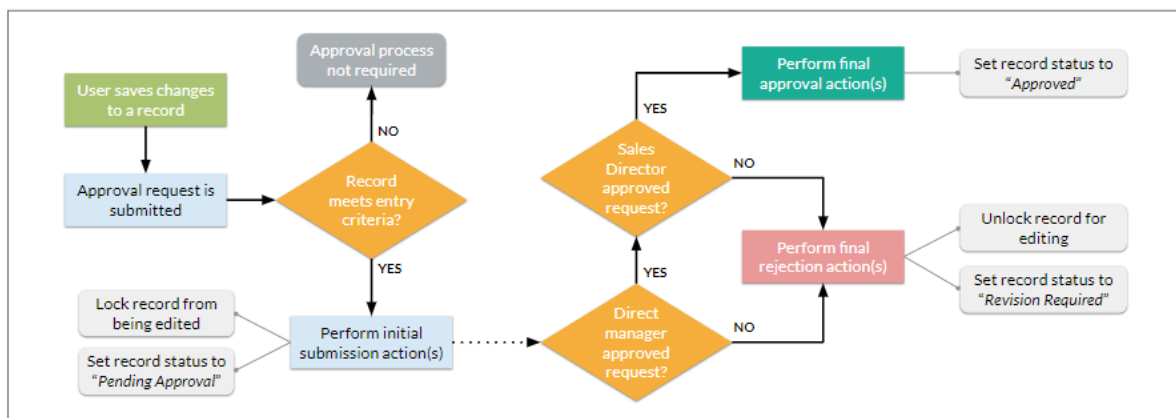 User saves changes
to a record
Approval request is
submitted
Approval process
not required
NO
Record
meets entry
criteria?
YES
Lock record from
being edited
Set record status to
“Pending Approval”
Perform initial
submission action(s)
Direct
manager
approved
request?
YES
NO
Sales
Director
approved
request?
YES
NO
Perform final
approval action(s)
Set record status to
“Approved”
Perform final
rejection action(s)
Unlock record for
editing
Set record status to
“Revision Required”